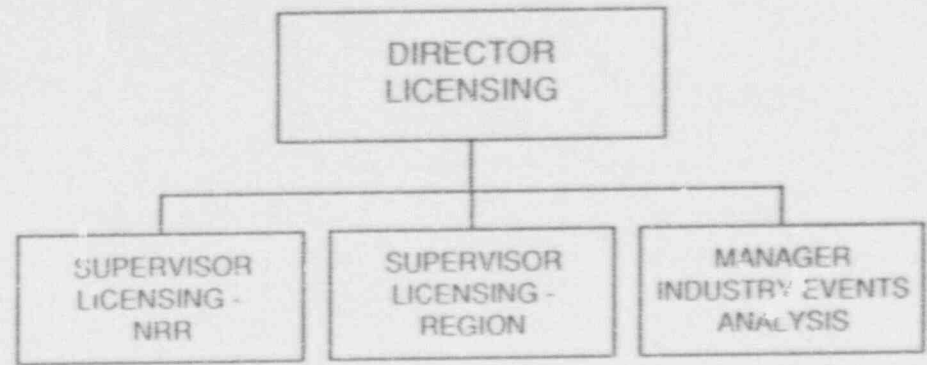 DIRECTOR
LICENSING
SUPERVISOR
LICENSING -
NRR
SUPERVISOR
LICENSING -
REGION
MANAGER
INDUSTRY EVENTS
ANALYSIS